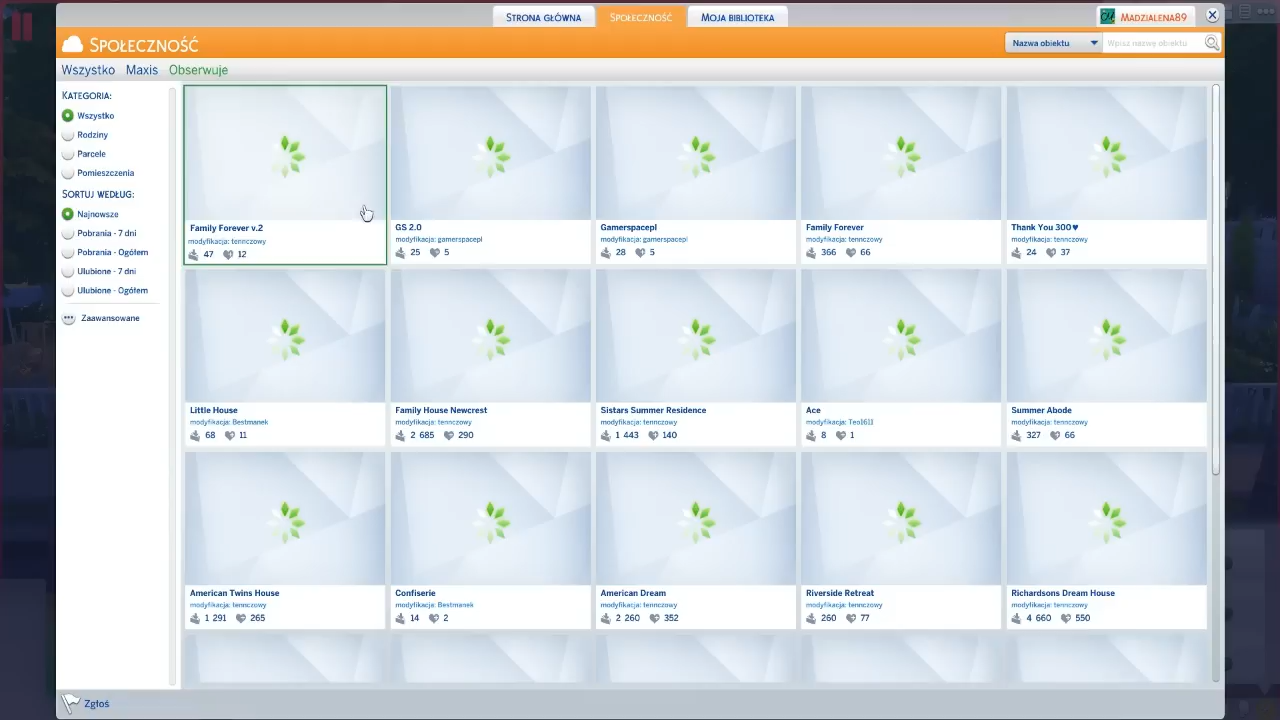 Strona główna
Społeczność
Moja biblioteka
Madzialena89
Społeczność
Nazwa obiektu
Wpisz nazwę obiektu
Wszystko
Maxis
Obserwuje
Kategoria:
Wszystko
Rodziny
Parcele
Pomieszczenia
Sortuj według:
Najnowsze
Pobrania - 7 dni
Pobrania - Ogółem
Ulubione - 7 dni
Ulubione - Ogółem
Zaawansowane
Family Forever v.2
modyfikacja: tennczowy
47 12
GS 2.0
modyfikacja: gamerspacepl
25 5
Gamerspacepl
modyfikacja: gamerspacepl
28 5
Family Forever
modyfikacja: tennczowy
366 66
Thank You 300♥
modyfikacja: tennczowy
24 37
Little House
modyfikacja: Bestmanek
68 11
Family House Newcrest
modyfikacja: tennczowy
2 685 290
Sistars Summer Residence
modyfikacja: tennczowy
1 443 140
Ace
modyfikacja: Teo1611
8 1
Summer Abode
modyfikacja: tennczowy
327 66
American Twins House
modyfikacja: tennczowy
1 291 265
Confiserie
modyfikacja: Bestmanek
14 2
American Dream
modyfikacja: tennczowy
2 260 352
Riverside Retreat
modyfikacja: tennczowy
260 77
Richardsons Dream House
modyfikacja: tennczowy
4 660 550
Zgłoś